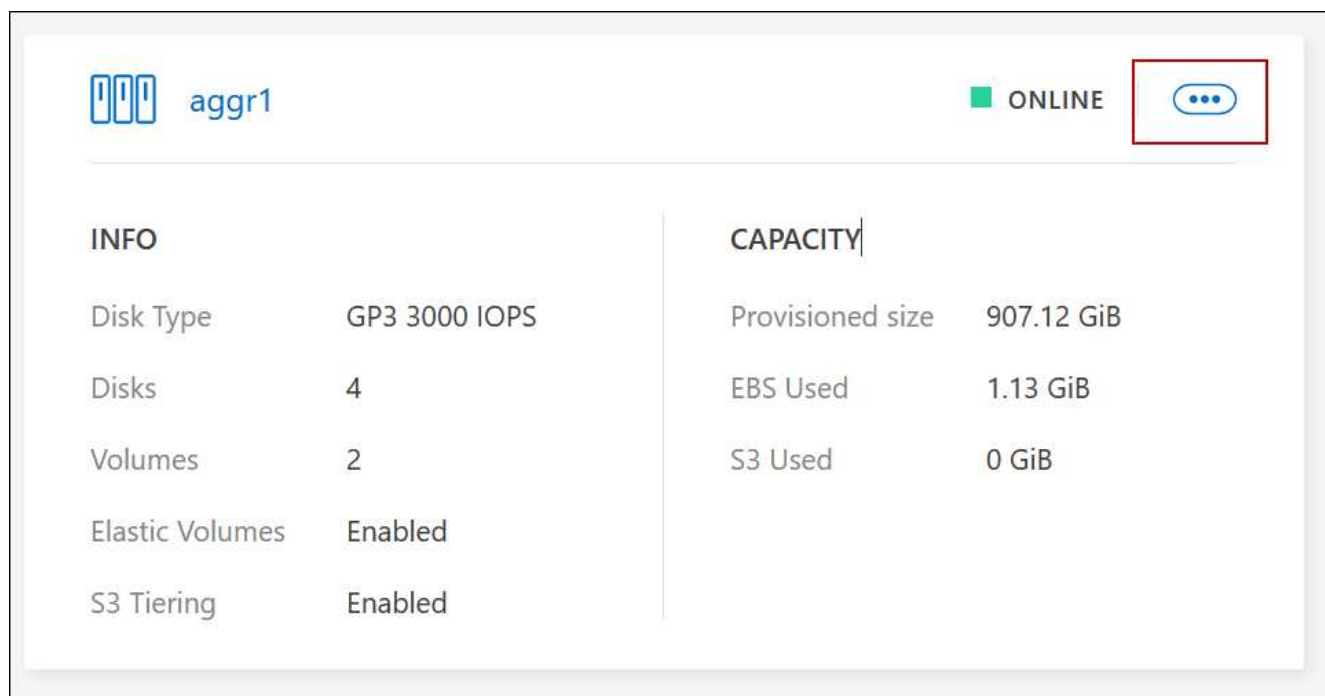 aggr1
ONLINE
INFO
Disk Type GP3 3000 IOPS
Disks 4
Volumes 2
Elastic Volumes Enabled
S3 Tiering Enabled
CAPACITY
Provisioned size 907.12 GiB
EBS Used 1.13 GiB
S3 Used 0 GiB